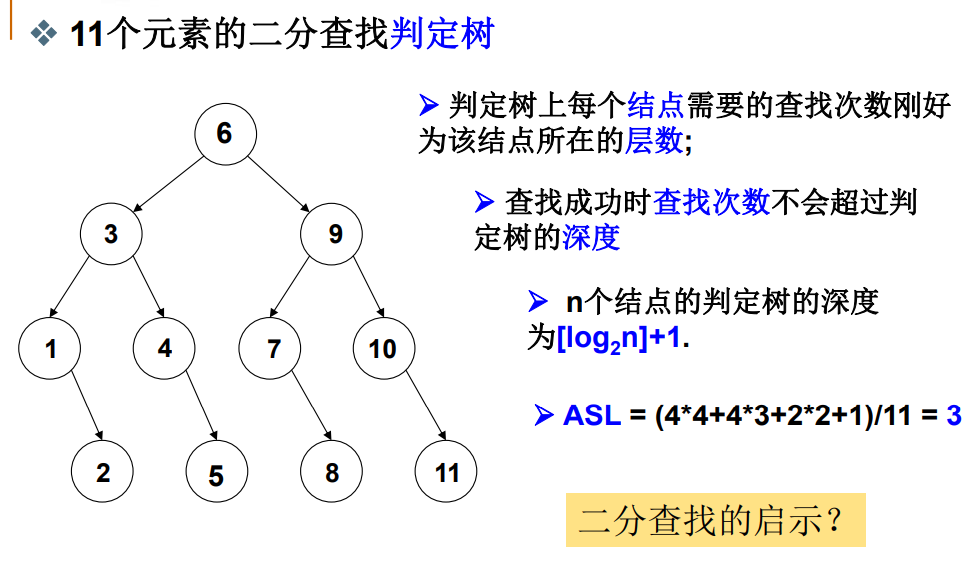 ❖ 11个元素的二分查找判定树
➢ 判定树上每个结点需要的查找次数刚好
为该结点所在的层数;
➢ 查找成功时查找次数不会超过判
定树的深度
➢ n个结点的判定树的深度
为[log₂n]+1.
➢ ASL = (4*4+4*3+2*2+1)/11 = 3
二分查找的启示？
6
3 9
1 4 7 10
2 5 8 11